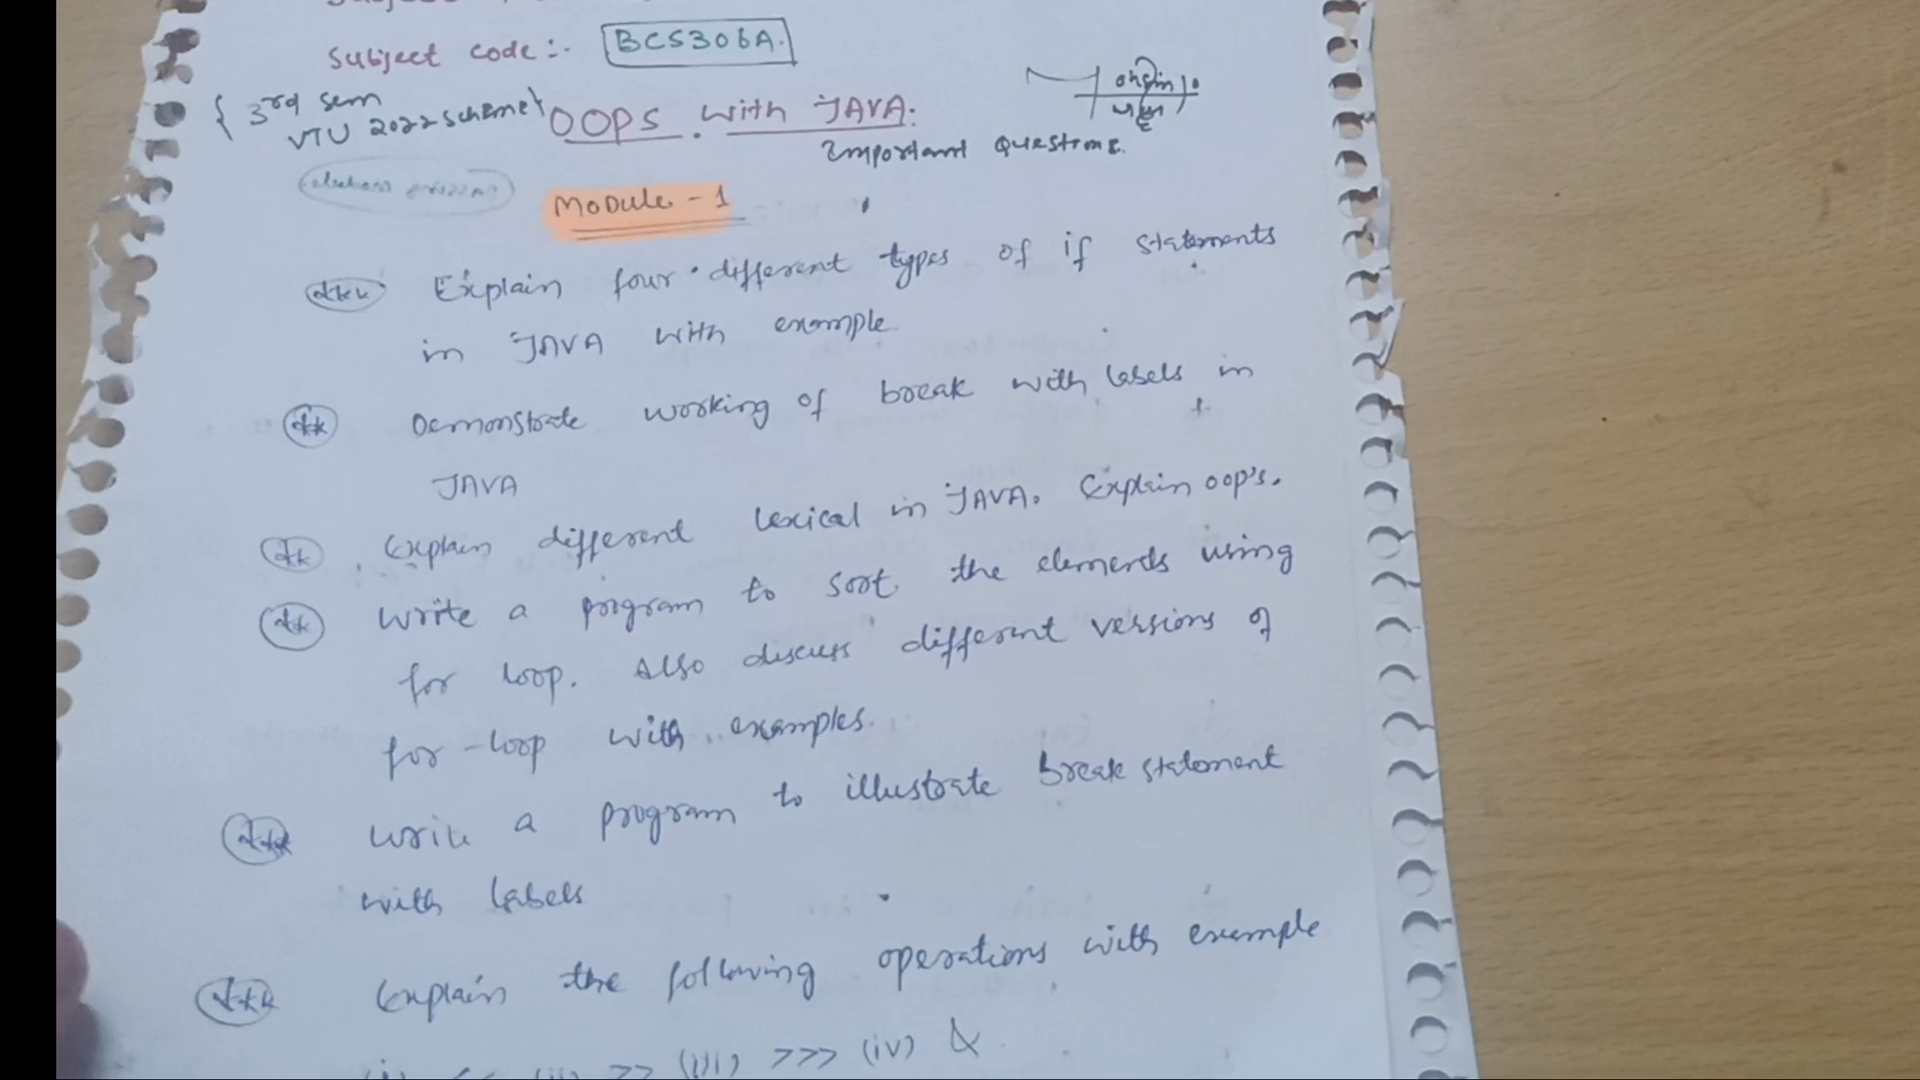 Subject code :- BCS306A.
{ 3rd sem
VTU 2022 scheme}
OOPS with JAVA.
Important Questions.
Module - 1
Explain four different types of if statements
in JAVA with example
Demonstrate working of break with labels in
JAVA
Explain different lexical in JAVA. Explain oop's.
Write a program to sort the elements using
for loop. Also discuss different versions of
for-loop with examples.
Write a program to illustrate break statement
with labels
Explain the following operations with example
(i) << (ii) >> (iii) >>> (iv) &